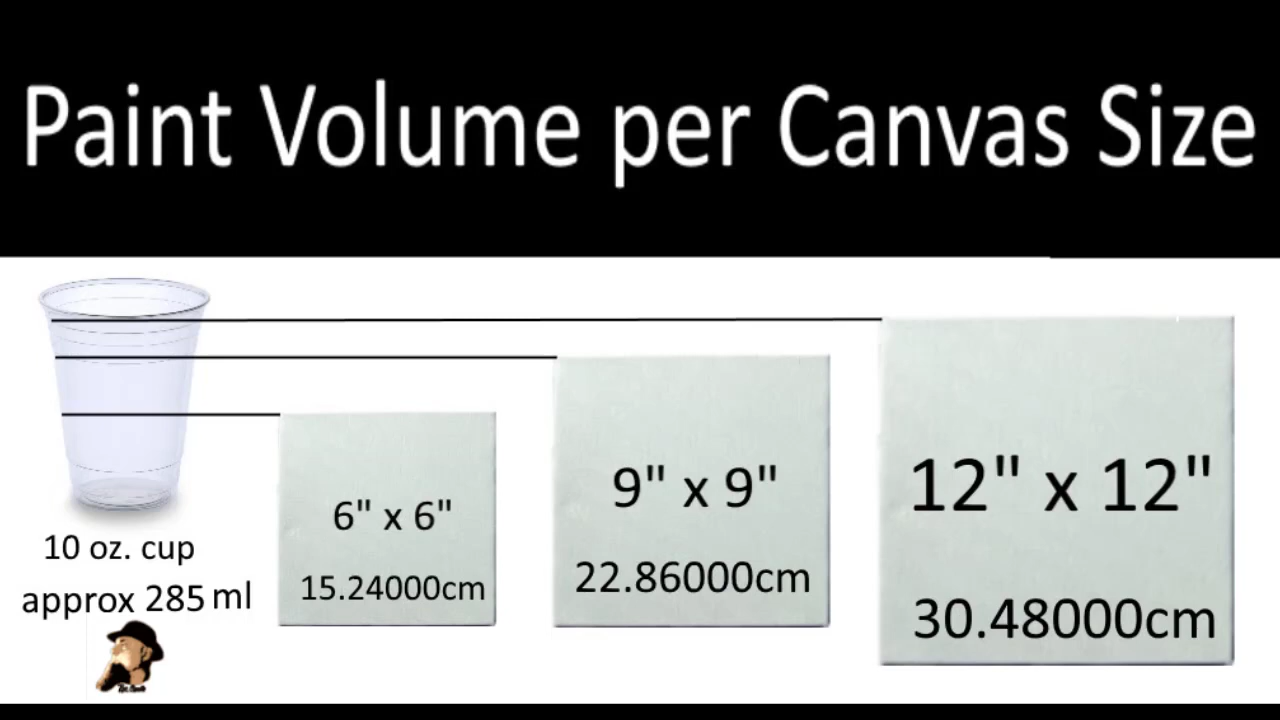 Paint Volume per Canvas Size
6" x 6"
15.24000cm
9" x 9"
22.86000cm
12" x 12"
30.48000cm
10 oz. cup
approx 285 ml